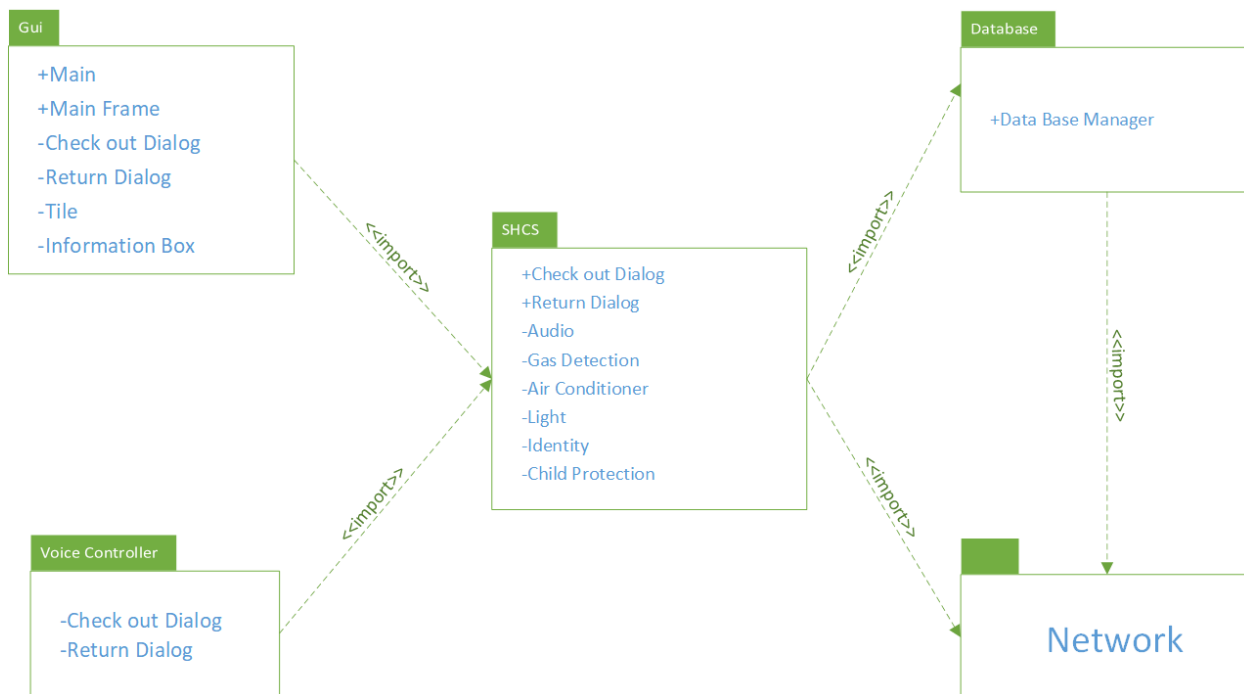 Gui
+Main
+Main Frame
-Check out Dialog
-Return Dialog
-Tile
-Information Box
<<import>>
Voice Controller
-Check out Dialog
-Return Dialog
<<import>>
SHCS
+Check out Dialog
+Return Dialog
-Audio
-Gas Detection
-Air Conditioner
-Light
-Identity
-Child Protection
<<import>>
<<import>>
Database
+Data Base Manager
<<import>>
Network